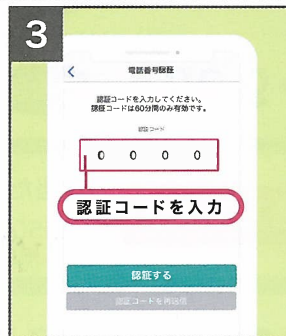 3
電話番号認証
認証コードを入力してください。
認証コードは60分間のみ有効です。
認証コード
0 0 0 0
認証コードを入力
認証する
認証コードを再送信